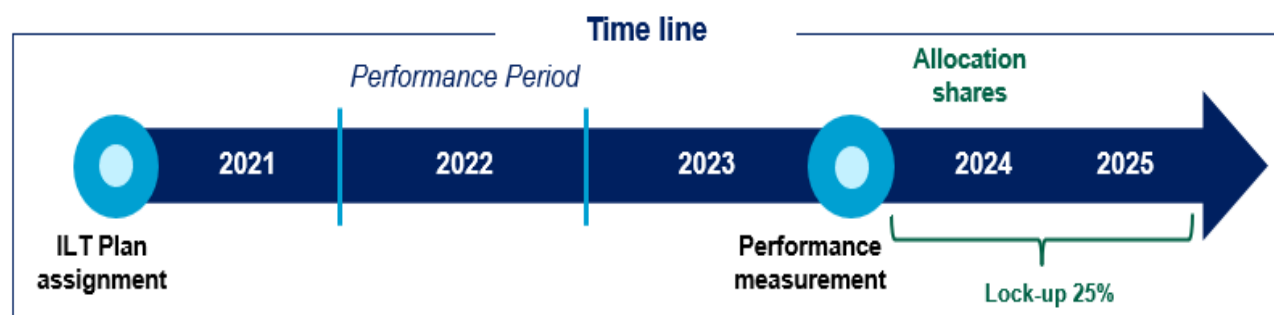 Time line
Performance Period
Allocation
shares
2021
2022
2023
2024
2025
ILT Plan
assignment
Performance
measurement
Lock-up 25%